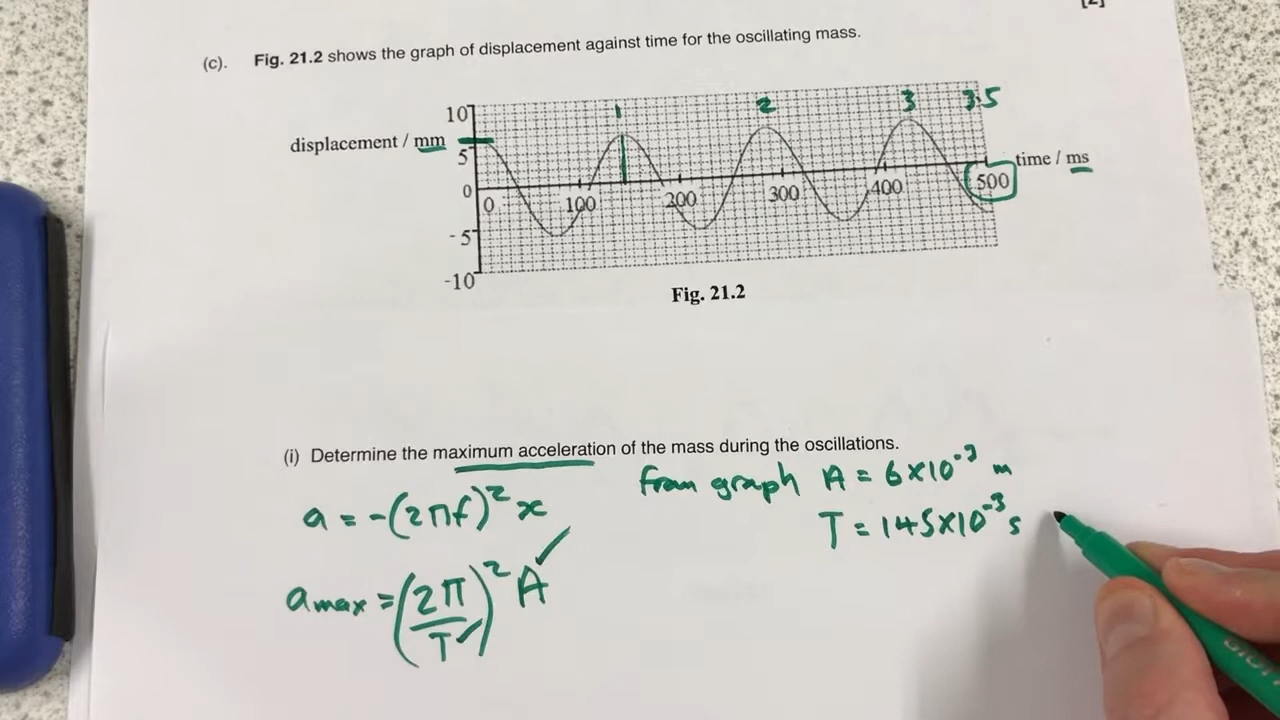 [2]
(c). Fig. 21.2 shows the graph of displacement against time for the oscillating mass.
1 2 3 3.5
10
displacement / mm
5
0
time / ms
0 100 200 300 400 500
- 5
-10
Fig. 21.2
(i) Determine the maximum acceleration of the mass during the oscillations.
from graph A = 6×10⁻³ m
a = -(2πf)² x
T = 145×10⁻³ s
a max = (2π/T)² A